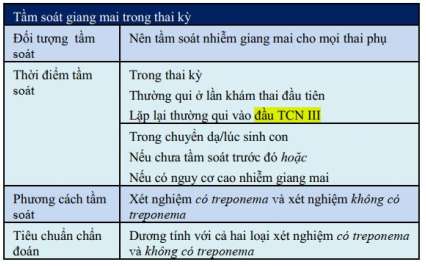 Tầm soát giang mai trong thai kỳ
Đối tượng tầm soát
Nên tầm soát nhiễm giang mai cho mọi thai phụ
Thời điểm tầm soát
Trong thai kỳ
Thường qui ở lần khám thai đầu tiên
Lặp lại thường qui vào đầu TCN III
Trong chuyển dạ/lúc sinh con
Nếu chưa tầm soát trước đó hoặc
Nếu có nguy cơ cao nhiễm giang mai
Phương cách tầm soát
Xét nghiệm có treponema và xét nghiệm không có treponema
Tiêu chuẩn chẩn đoán
Dương tính với cả hai loại xét nghiệm có treponema và không có treponema